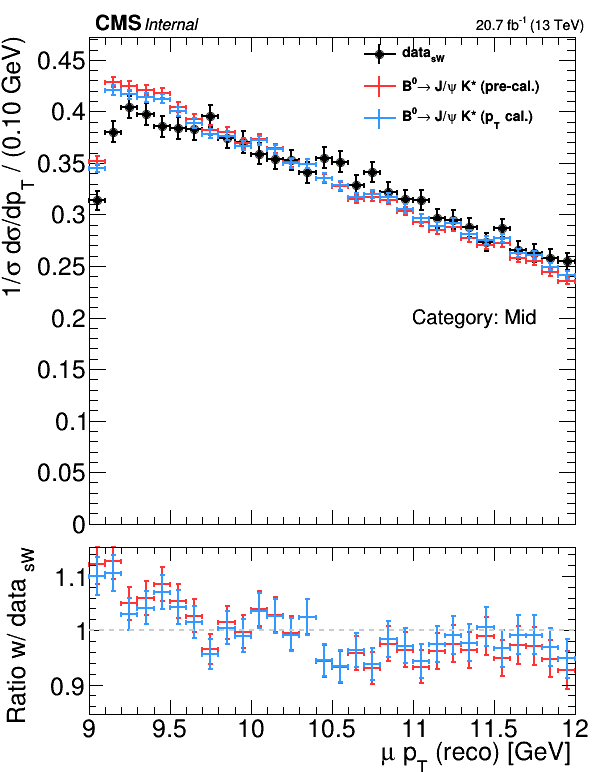 CMS Internal 20.7 fb⁻¹ (13 TeV)
1/σ dσ/dp_T / (0.10 GeV)
0.45
0.4
0.35
0.3
0.25
0.2
0.15
0.1
0.05
0
data_sW
B⁰→ J/ψ K* (pre-cal.)
B⁰→ J/ψ K* (p_T cal.)
Category: Mid
Ratio w/ data_sW
1.1
1
0.9
9 9.5 10 10.5 11 11.5 12
μ p_T (reco) [GeV]